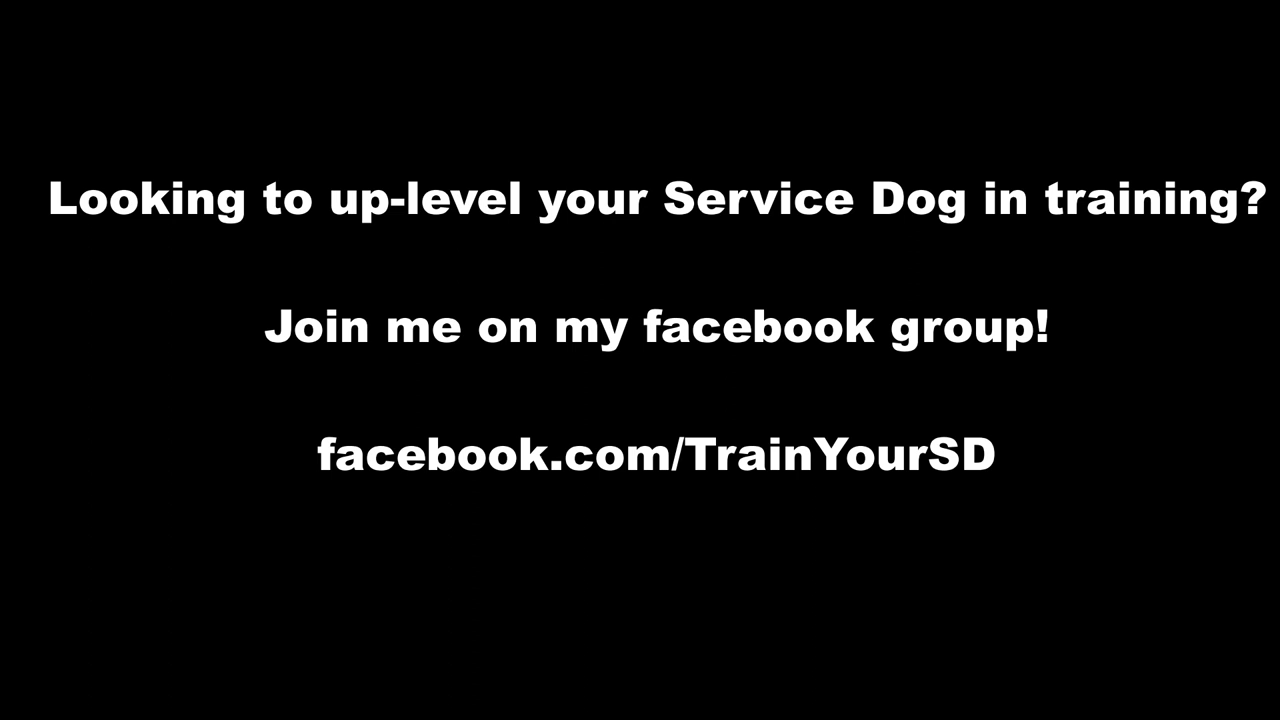 Looking to up-level your Service Dog in training?
Join me on my facebook group!
facebook.com/TrainYourSD